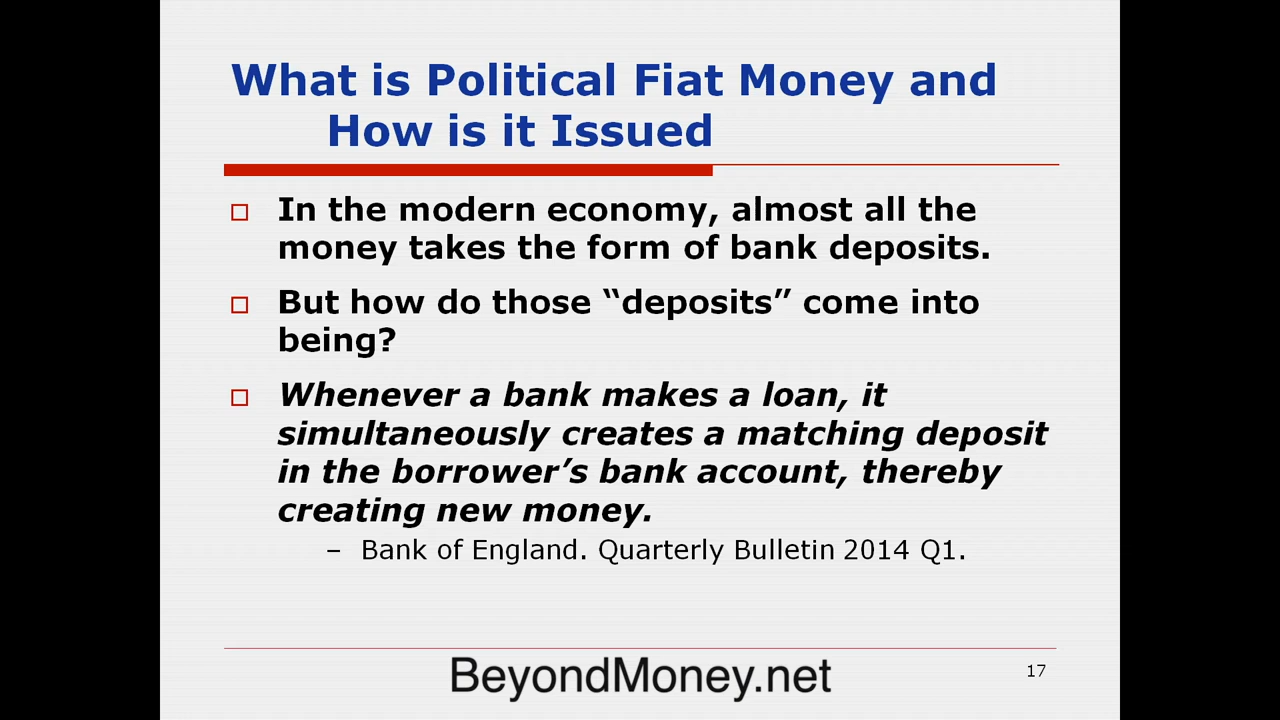 What is Political Fiat Money and
How is it Issued
In the modern economy, almost all the
money takes the form of bank deposits.
But how do those “deposits” come into
being?
Whenever a bank makes a loan, it
simultaneously creates a matching deposit
in the borrower’s bank account, thereby
creating new money.
– Bank of England. Quarterly Bulletin 2014 Q1.
BeyondMoney.net
17